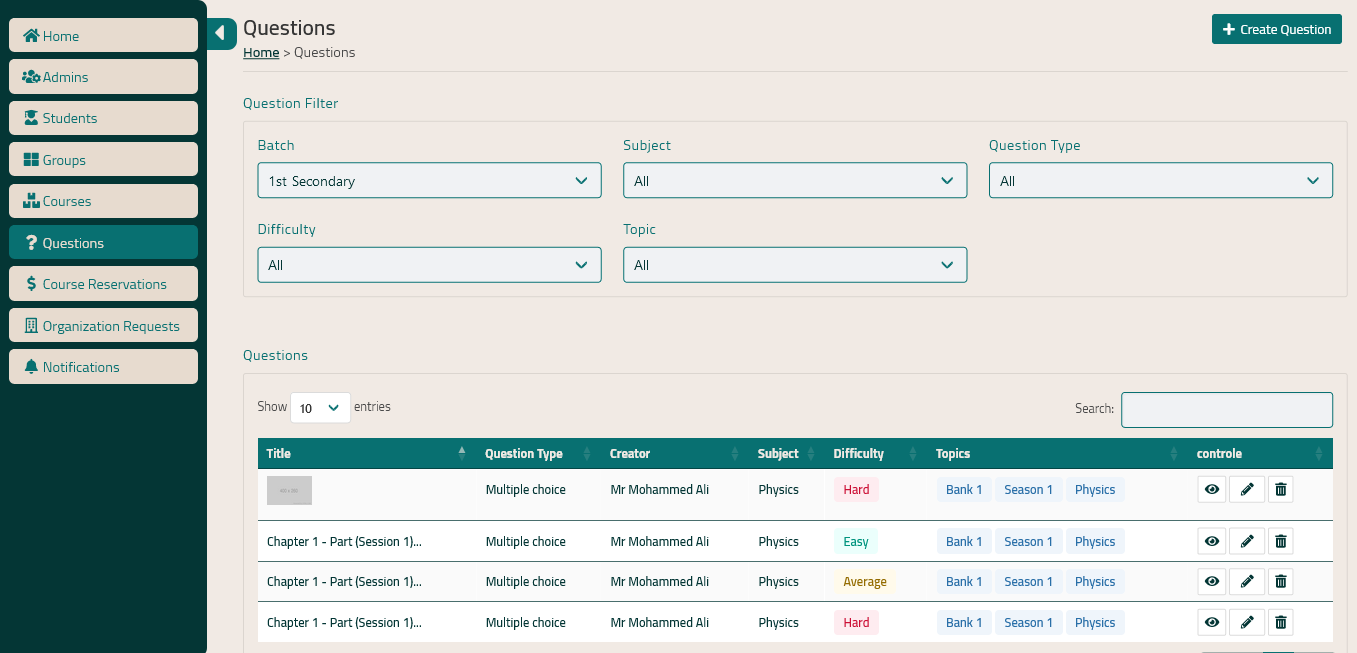 Home
Admins
Students
Groups
Courses
Questions
Course Reservations
Organization Requests
Notifications
Questions
Home > Questions
Create Question
Question Filter
Batch
Subject
Question Type
1st Secondary
All
All
Difficulty
Topic
All
All
Questions
Show 10 entries
Search:
Title Question Type Creator Subject Difficulty Topics controle
Multiple choice Mr Mohammed Ali Physics Hard Bank 1 Season 1 Physics
Chapter 1 - Part (Session 1)... Multiple choice Mr Mohammed Ali Physics Easy Bank 1 Season 1 Physics
Chapter 1 - Part (Session 1)... Multiple choice Mr Mohammed Ali Physics Average Bank 1 Season 1 Physics
Chapter 1 - Part (Session 1)... Multiple choice Mr Mohammed Ali Physics Hard Bank 1 Season 1 Physics